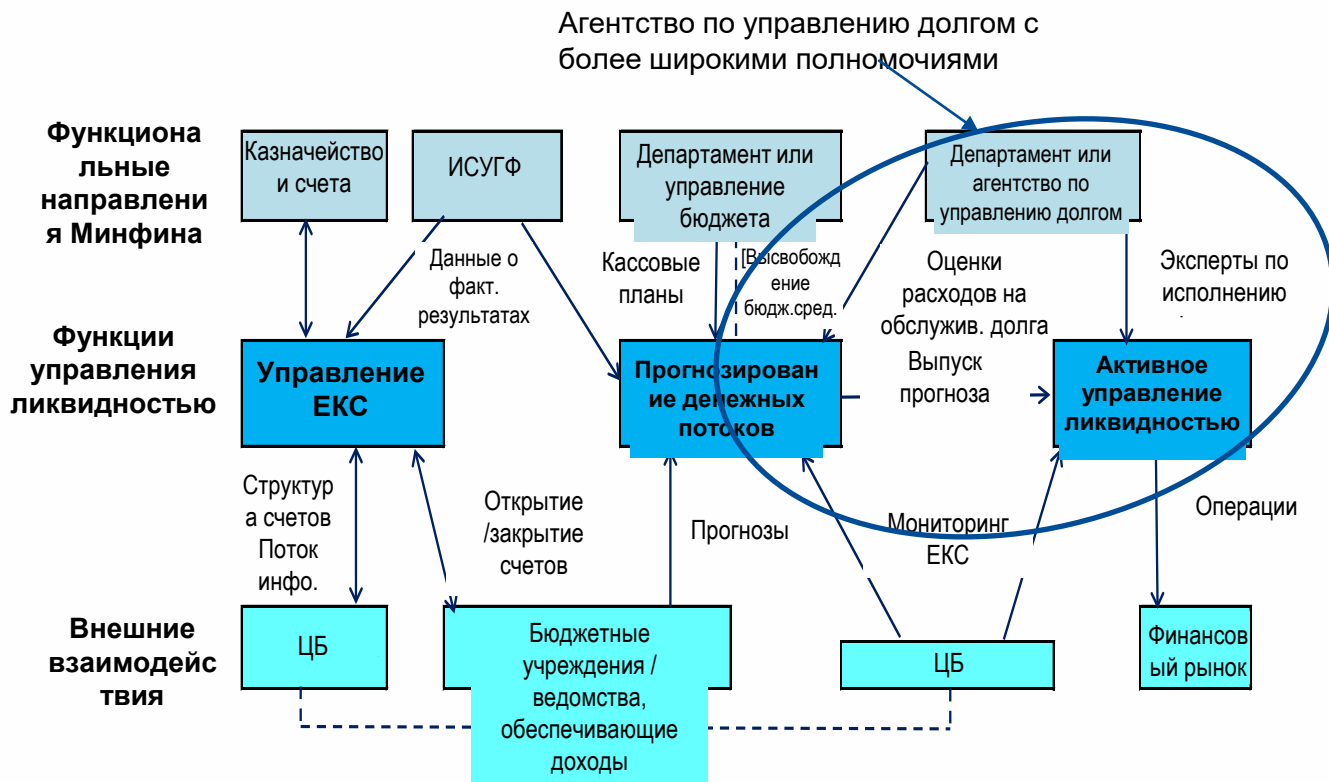 Агентство по управлению долгом с
более широкими полномочиями
Функциона
льные
направлени
я Минфина
Казначейство
и счета
ИСУГФ
Департамент или
управление
бюджета
Департамент или
агентство по
управлению долгом
Данные о
факт.
результатах
Кассовые
планы
[Высвобожд
ение
бюдж.сред.
Оценки
расходов на
обслужив. долга
Эксперты по
исполнению
Функции
управления
ликвидностью
Управление
ЕКС
Прогнозирован
ие денежных
потоков
Выпуск
прогноза
Активное
управление
ликвидностью
Структур
а счетов
Поток
инфо.
Открытие
/закрытие
счетов
Прогнозы
Мониторинг
ЕКС
Операции
Внешние
взаимодейс
твия
ЦБ
Бюджетные
учреждения /
ведомства,
обеспечивающие
доходы
ЦБ
Финансов
ый рынок